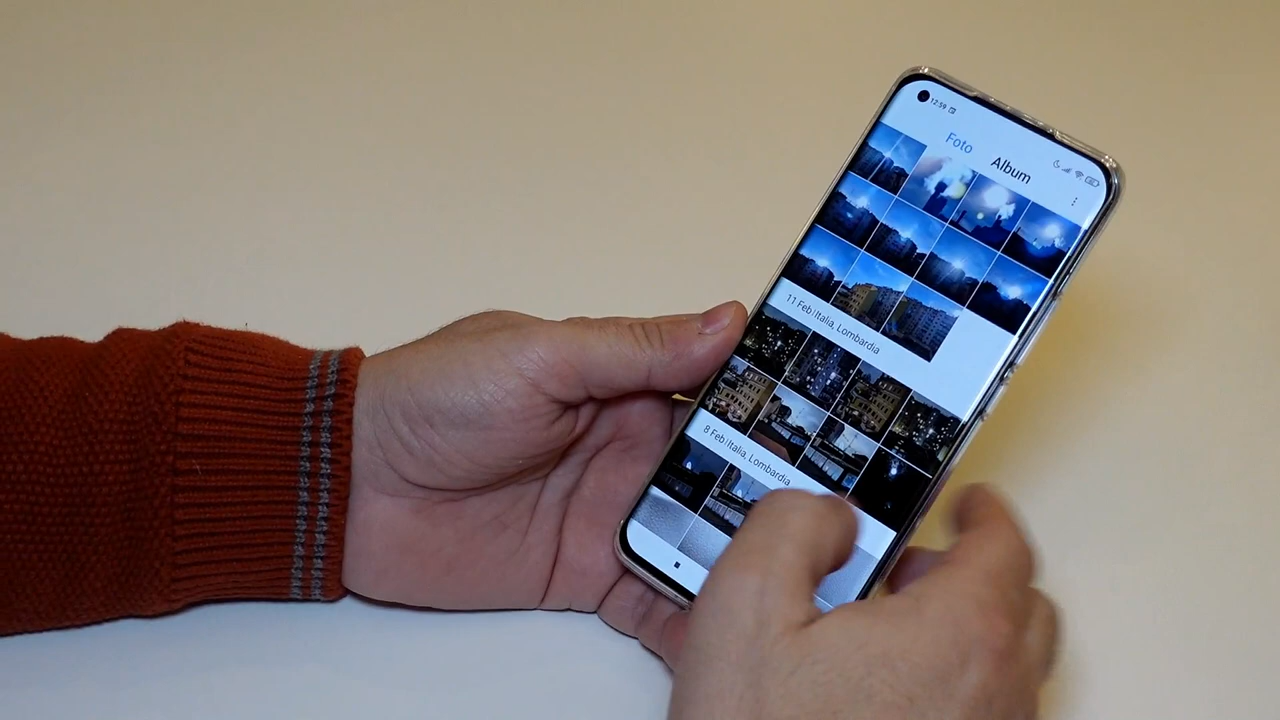 12:59
Foto
Album
11 Feb | Italia, Lombardia
8 Feb | Italia, Lombardia